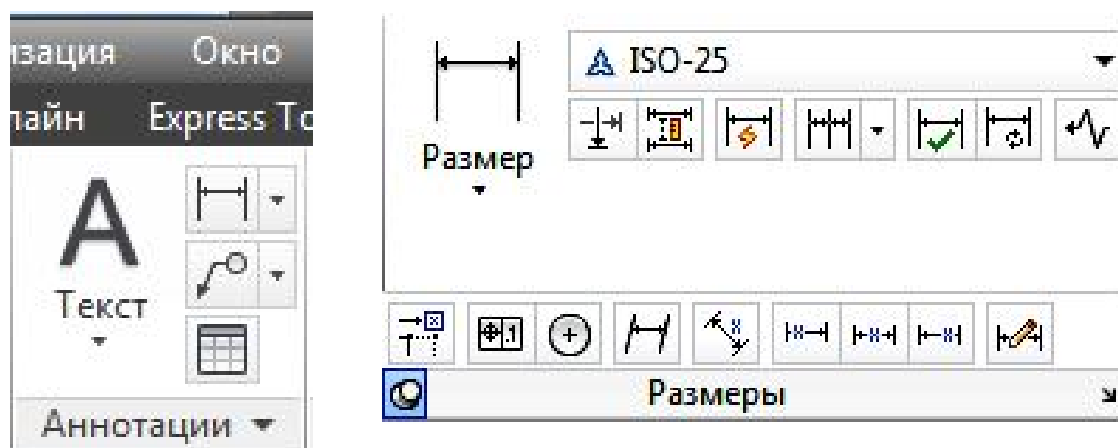 изация Окно
лайн Express To
Текст
Аннотации
ISO-25
Размер
Размеры